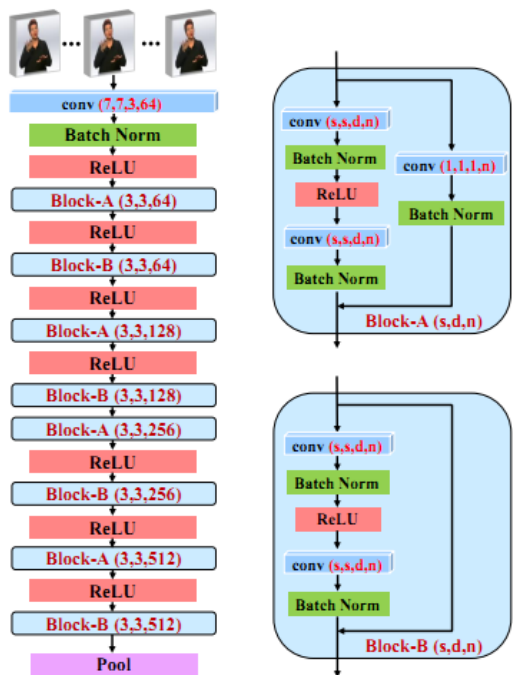 ... ...
conv (7,7,3,64)
Batch Norm
ReLU
Block-A (3,3,64)
ReLU
Block-B (3,3,64)
ReLU
Block-A (3,3,128)
ReLU
Block-B (3,3,128)
Block-A (3,3,256)
ReLU
Block-B (3,3,256)
ReLU
Block-A (3,3,512)
ReLU
Block-B (3,3,512)
Pool
conv (s,s,d,n)
Batch Norm
ReLU
conv (s,s,d,n)
Batch Norm
conv (1,1,1,n)
Batch Norm
Block-A (s,d,n)
conv (s,s,d,n)
Batch Norm
ReLU
conv (s,s,d,n)
Batch Norm
Block-B (s,d,n)